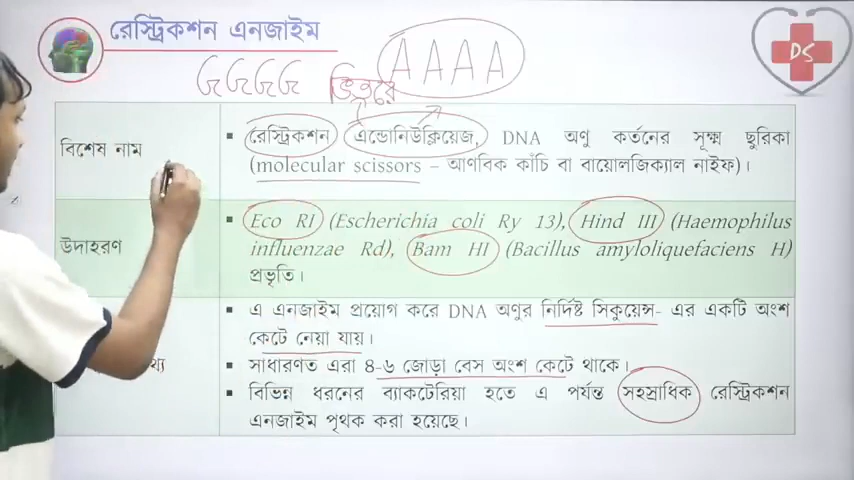 রেস্ট্রিকশন এনজাইম
DS
GGGG ভিতরে AAAA
বিশেষ নাম
▪ রেস্ট্রিকশন এন্ডোনিউক্লিয়েজ, DNA অণু কর্তনের সূক্ষ্ম ছুরিকা
(molecular scissors – আণবিক কাঁচি বা বায়োলজিক্যাল নাইফ)।
উদাহরণ
▪ Eco RI (Escherichia coli Ry 13), Hind III (Haemophilus
influenzae Rd), Bam HI (Bacillus amyloliquefaciens H)
প্রভৃতি।
▪ এ এনজাইম প্রয়োগ করে DNA অণুর নির্দিষ্ট সিকুয়েন্স- এর একটি অংশ
কেটে নেয়া যায়।
▪ সাধারণত এরা ৪-৬ জোড়া বেস অংশ কেটে থাকে।
▪ বিভিন্ন ধরনের ব্যাকটেরিয়া হতে এ পর্যন্ত সহস্রাধিক রেস্ট্রিকশন
এনজাইম পৃথক করা হয়েছে।